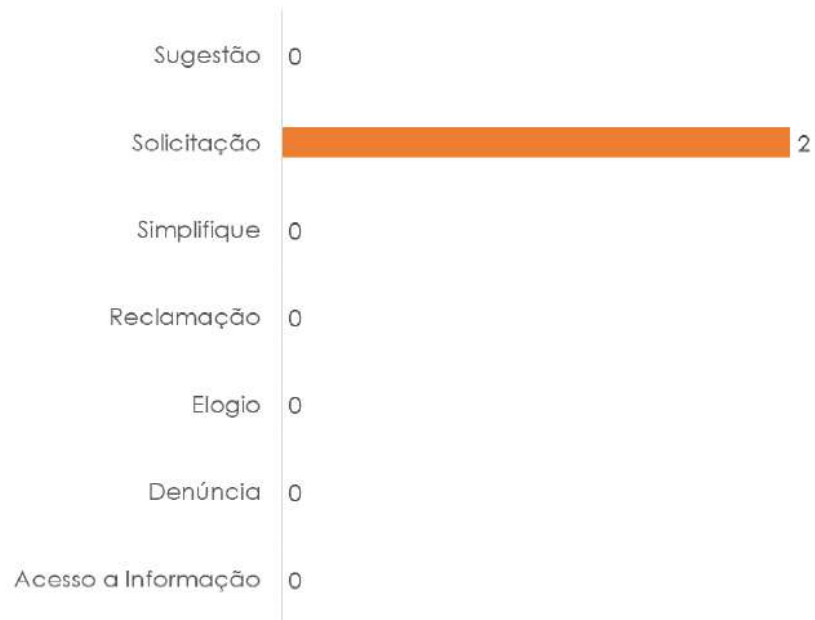 Sugestão 0
Solicitação 2
Simplifique 0
Reclamação 0
Elogio 0
Denúncia 0
Acesso a Informação 0